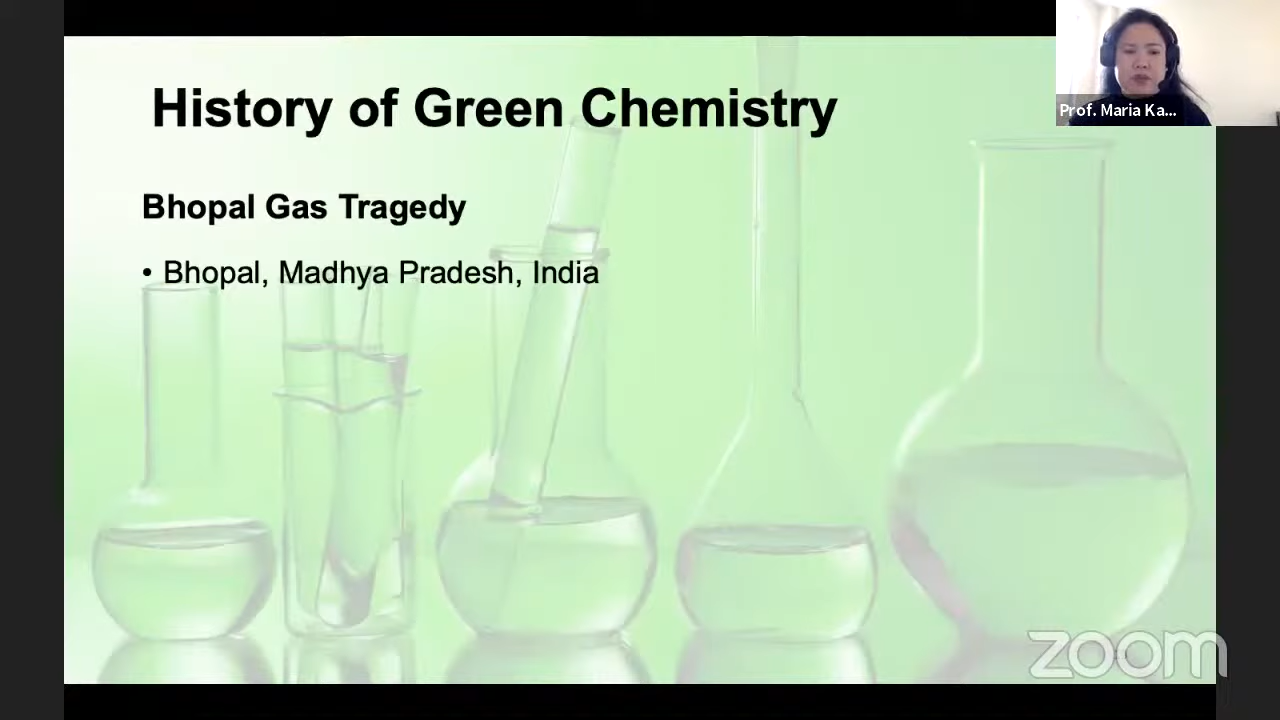 History of Green Chemistry
Prof. Maria Ka...
Bhopal Gas Tragedy
• Bhopal, Madhya Pradesh, India
zoom